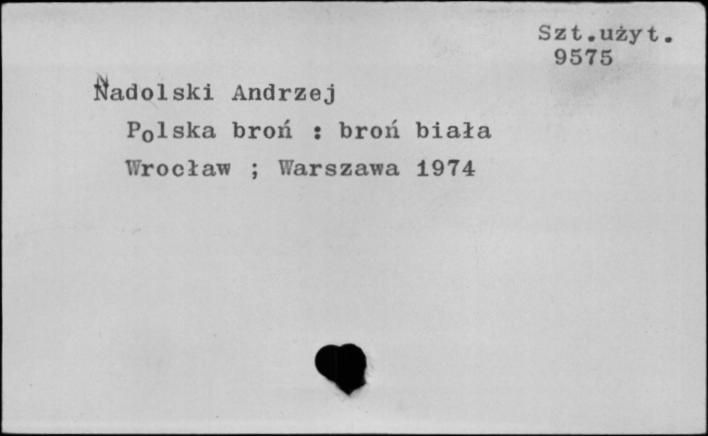 Szt.użyt.
9575
Nadolski Andrzej
Polska broń : broń biała
Wrocław ; Warszawa 1974